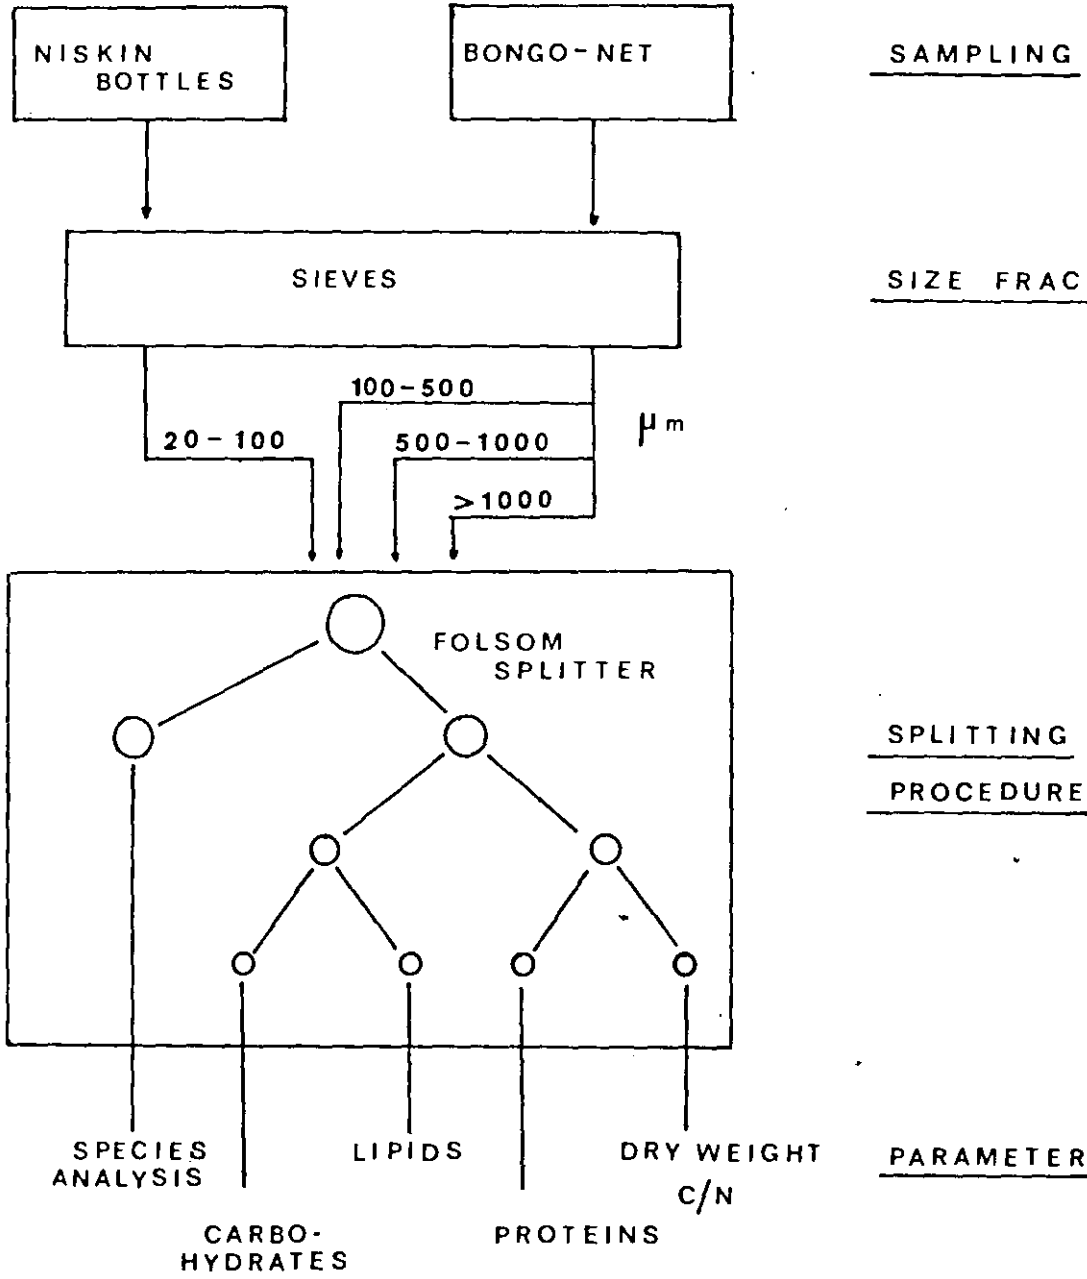 NISKIN
BOTTLES
BONGO-NET
SAMPLING
SIEVES
SIZE FRAC
100-500
µm
20-100
500-1000
>1000
FOLSOM
SPLITTER
SPLITTING
PROCEDURE
SPECIES
ANALYSIS
LIPIDS
DRY WEIGHT
C/N
PARAMETER
CARBO-
HYDRATES
PROTEINS